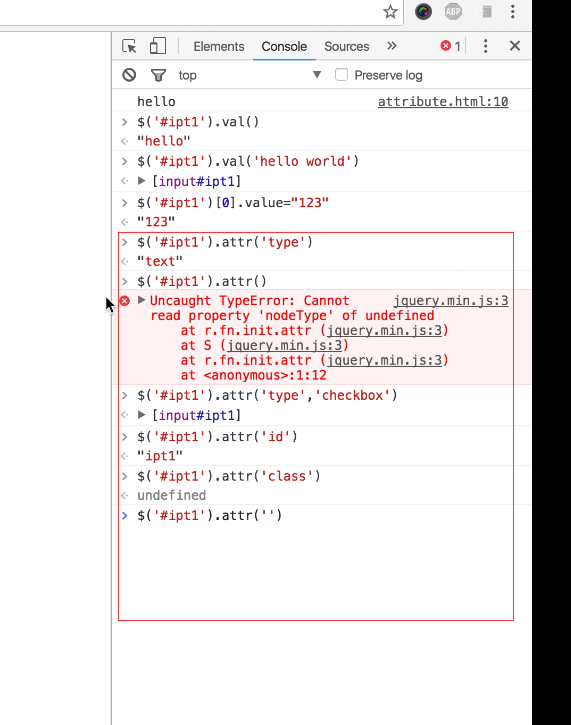 ABP
Elements Console Sources » 1
top Preserve log
hello attribute.html:10
> $('#ipt1').val()
"hello"
> $('#ipt1').val('hello world')
[input#ipt1]
> $('#ipt1')[0].value="123"
"123"
> $('#ipt1').attr('type')
"text"
> $('#ipt1').attr()
Uncaught TypeError: Cannot jquery.min.js:3
read property 'nodeType' of undefined
at r.fn.init.attr (jquery.min.js:3)
at S (jquery.min.js:3)
at r.fn.init.attr (jquery.min.js:3)
at <anonymous>:1:12
> $('#ipt1').attr('type','checkbox')
[input#ipt1]
> $('#ipt1').attr('id')
"ipt1"
> $('#ipt1').attr('class')
undefined
> $('#ipt1').attr('')